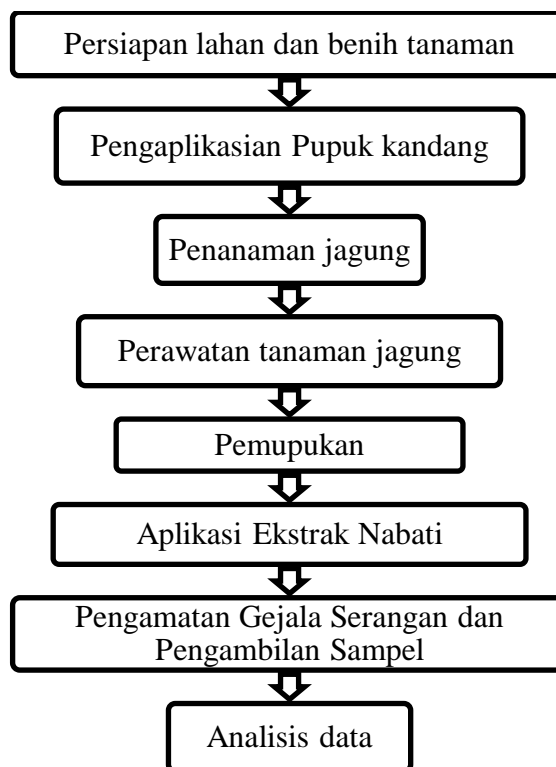 Persiapan lahan dan benih tanaman
Pengaplikasian Pupuk kandang
Penanaman jagung
Perawatan tanaman jagung
Pemupukan
Aplikasi Ekstrak Nabati
Pengamatan Gejala Serangan dan
Pengambilan Sampel
Analisis data